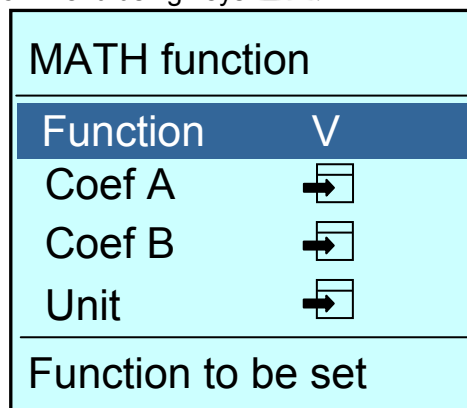 MATH function
Function V
Coef A
Coef B
Unit
Function to be set